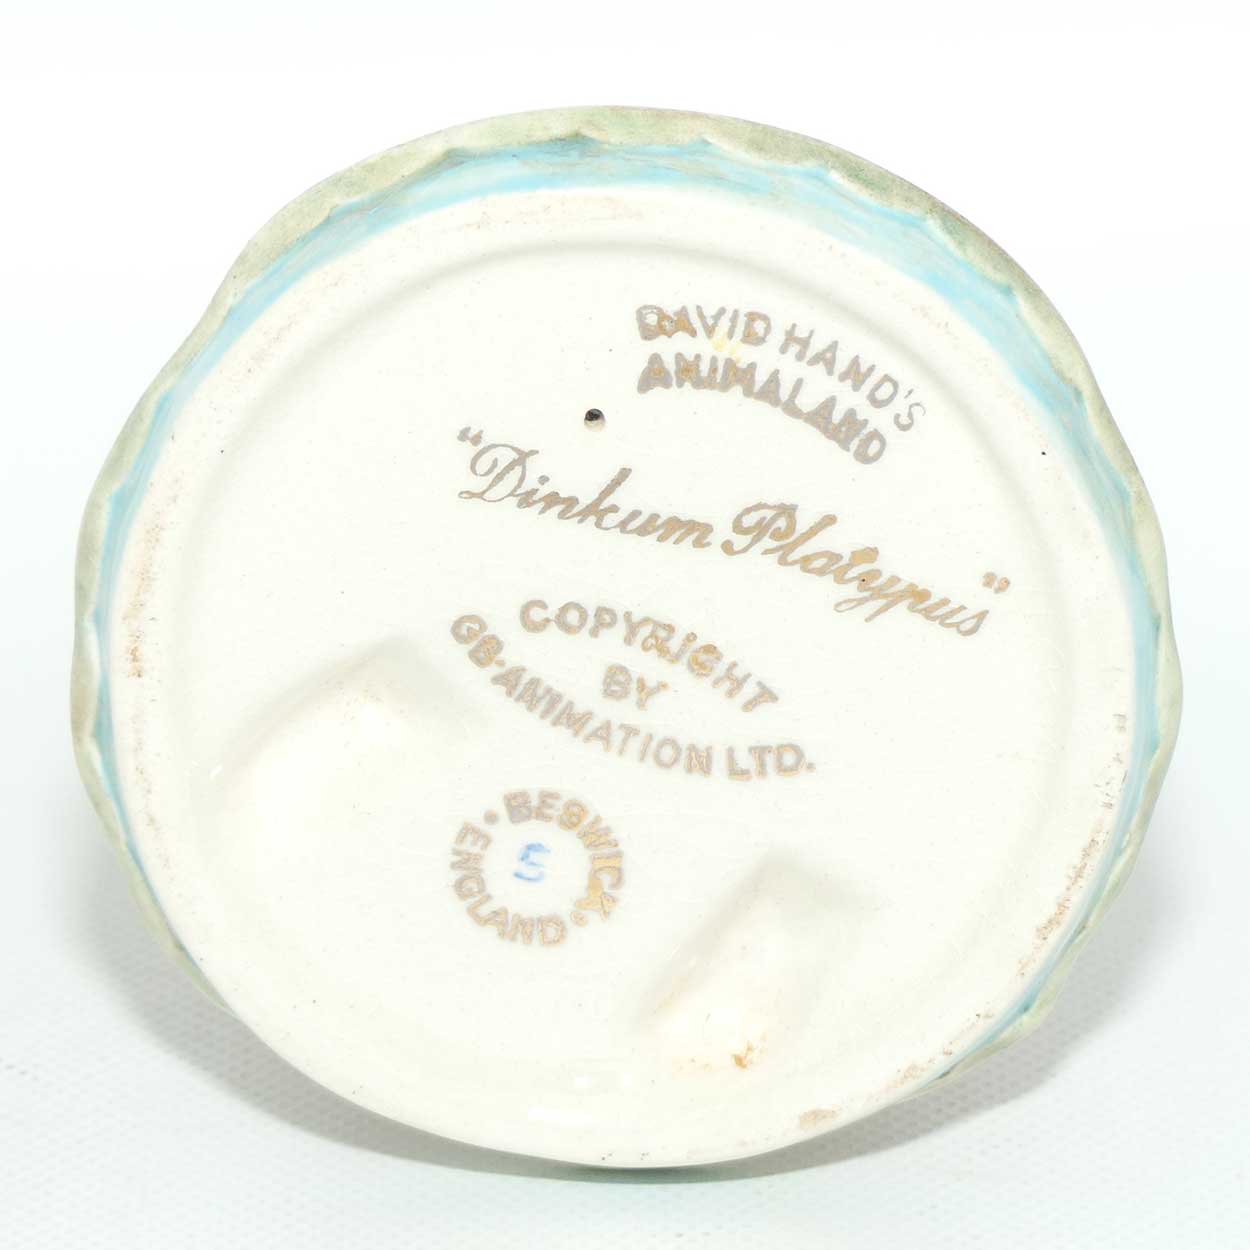 DAVID HAND'S
ANIMALAND
"Dinkum Platypus"
COPYRIGHT
BY
GB-ANIMATION LTD.
BESWICK
ENGLAND
5